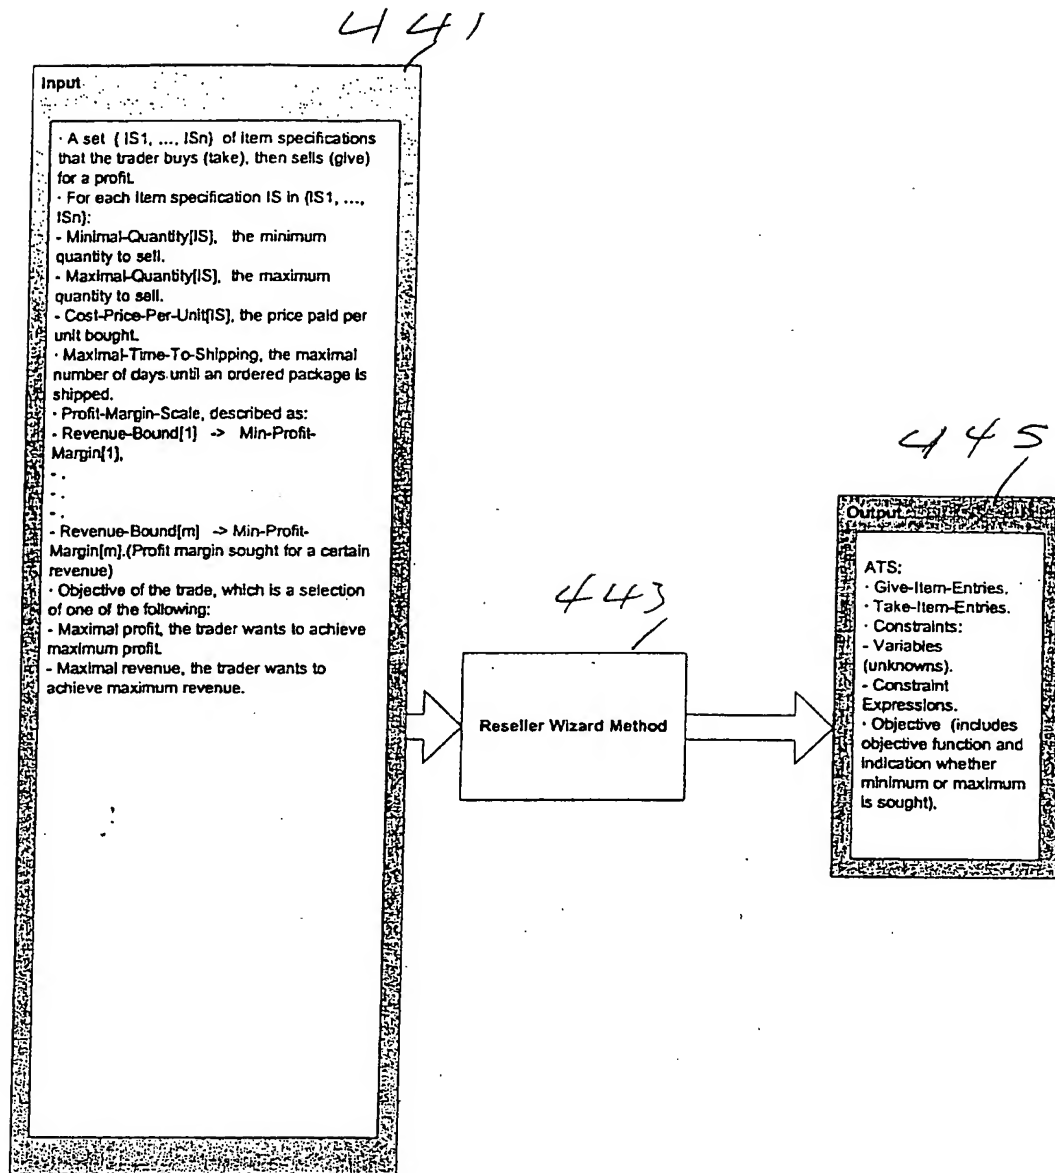 441
Input
· A set { IS1, ..., ISn} of item specifications
that the trader buys (take), then sells (give)
for a profit.
· For each item specification IS in {IS1, ...,
ISn}:
- Minimal-Quantity[IS], the minimum
quantity to sell.
- Maximal-Quantity[IS], the maximum
quantity to sell.
- Cost-Price-Per-Unit[IS], the price paid per
unit bought.
· Maximal-Time-To-Shipping, the maximal
number of days until an ordered package is
shipped.
· Profit-Margin-Scale, described as:
- Revenue-Bound[1] -> Min-Profit-
Margin[1],
- .
- .
- .
- Revenue-Bound[m] -> Min-Profit-
Margin[m].(Profit margin sought for a certain
revenue)
· Objective of the trade, which is a selection
of one of the following:
- Maximal profit, the trader wants to achieve
maximum profit.
- Maximal revenue, the trader wants to
achieve maximum revenue.
443
Reseller Wizard Method
445
Output
ATS:
· Give-Item-Entries.
· Take-Item-Entries.
· Constraints:
- Variables
(unknowns).
- Constraint
Expressions.
· Objective (includes
objective function and
indication whether
minimum or maximum
is sought).